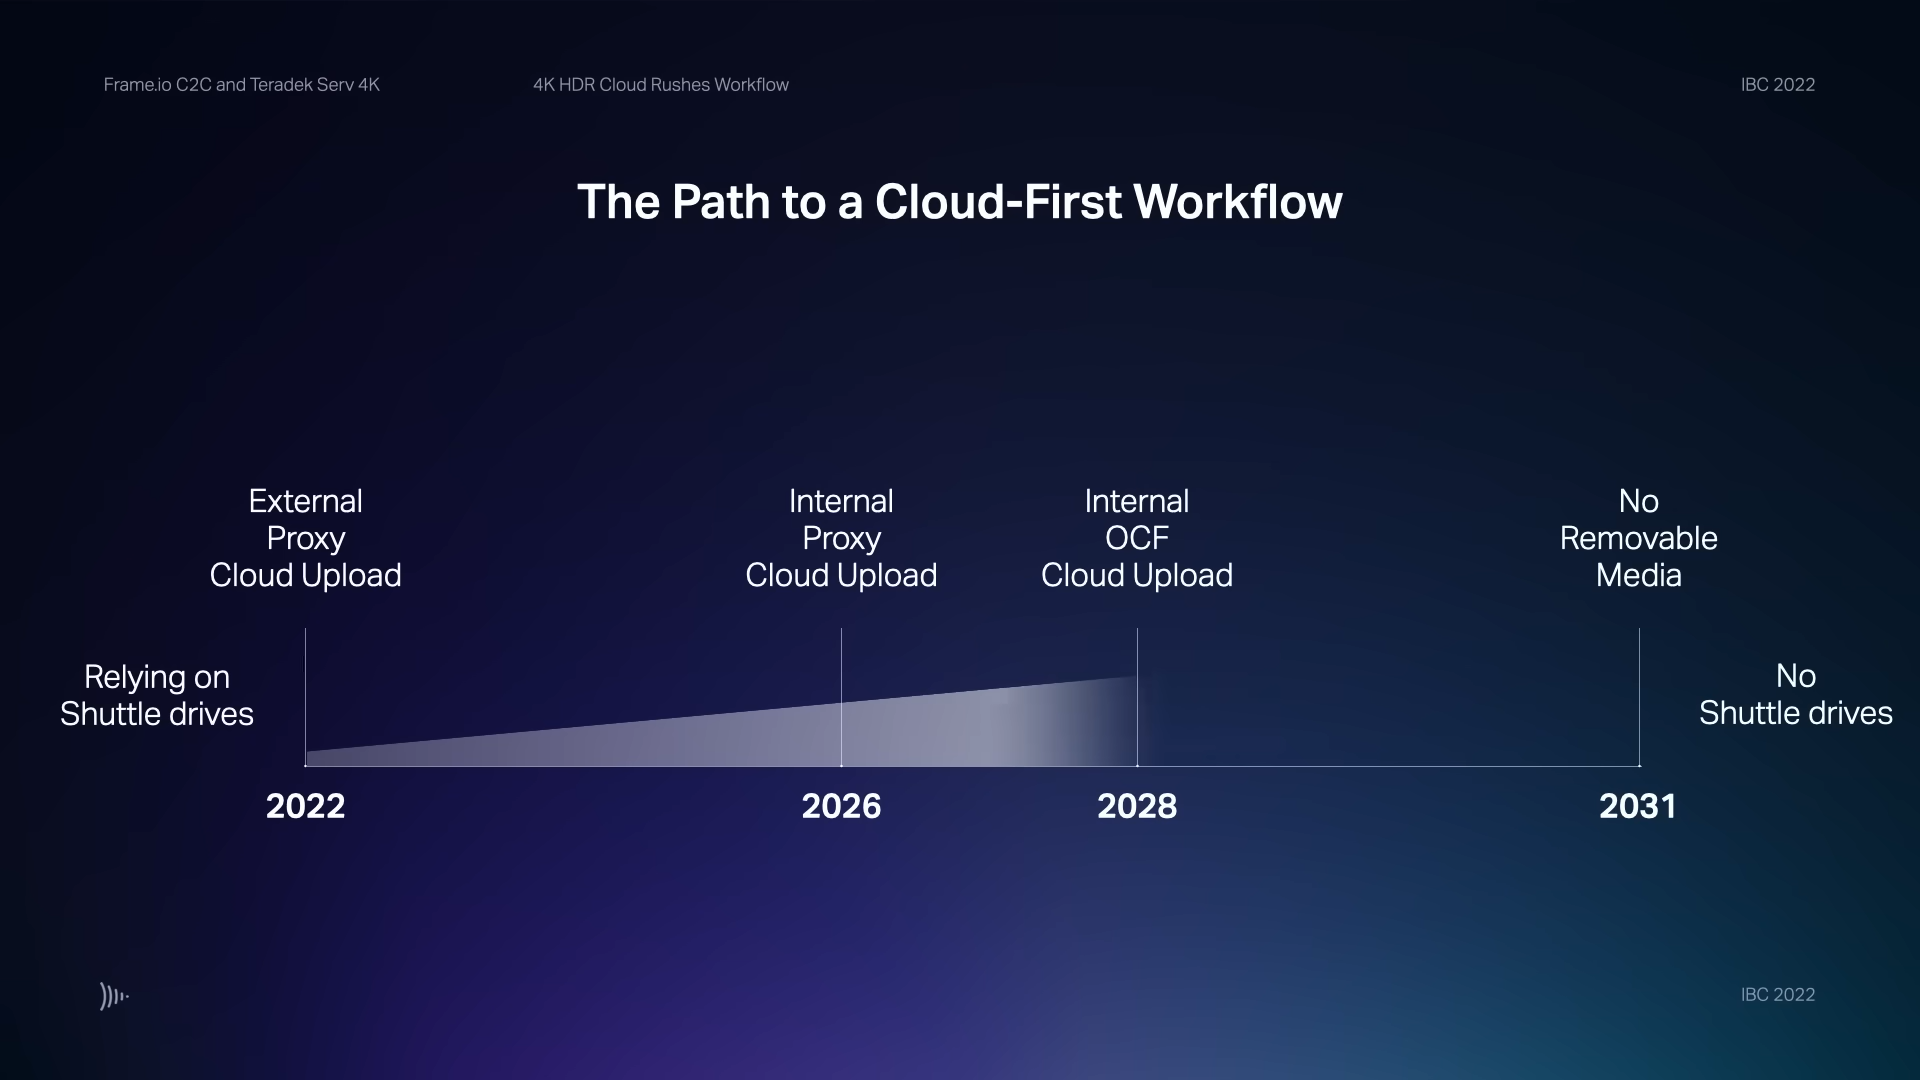 Frame.io C2C and Teradek Serv 4K
4K HDR Cloud Rushes Workflow
IBC 2022
The Path to a Cloud-First Workflow
External
Proxy
Cloud Upload
Internal
Proxy
Cloud Upload
Internal
OCF
Cloud Upload
No
Removable
Media
Relying on
Shuttle drives
No
Shuttle drives
2022
2026
2028
2031
IBC 2022